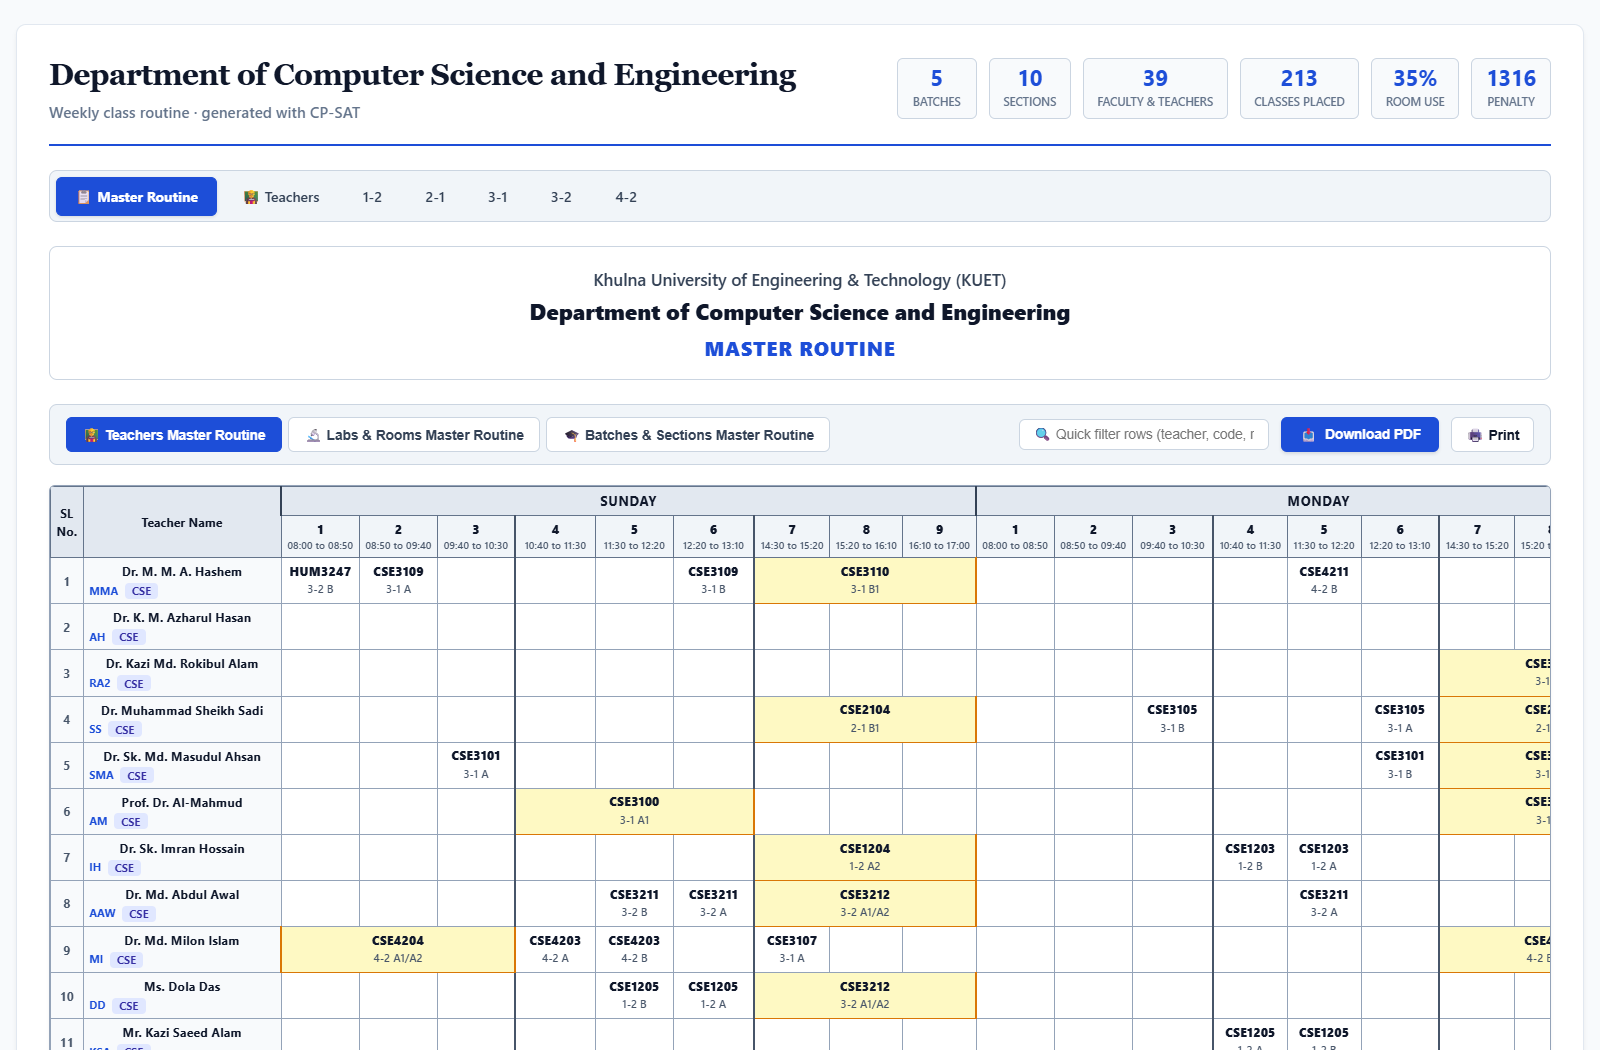 Department of Computer Science and Engineering
Weekly class routine · generated with CP-SAT
5
BATCHES
10
SECTIONS
39
FACULTY & TEACHERS
213
CLASSES PLACED
35%
ROOM USE
1316
PENALTY
Master Routine
Teachers
1-2
2-1
3-1
3-2
4-2
Khulna University of Engineering & Technology (KUET)
Department of Computer Science and Engineering
MASTER ROUTINE
Teachers Master Routine
Labs & Rooms Master Routine
Batches & Sections Master Routine
Quick filter rows (teacher, code, r
Download PDF
Print
SL No. Teacher Name SUNDAY MONDAY
1 2 3 4 5 6 7 8 9 1 2 3 4 5 6 7
08:00 to 08:50 08:50 to 09:40 09:40 to 10:30 10:40 to 11:30 11:30 to 12:20 12:20 to 13:10 14:30 to 15:20 15:20 to 16:10 16:10 to 17:00 08:00 to 08:50 08:50 to 09:40 09:40 to 10:30 10:40 to 11:30 11:30 to 12:20 12:20 to 13:10 14:30 to 15:20 15:20
1 Dr. M. M. A. Hashem HUM3247 CSE3109 CSE3109 CSE3110 CSE4211
MMA CSE 3-2 B 3-1 A 3-1 B 3-1 B1 4-2 B
2 Dr. K. M. Azharul Hasan
AH CSE
3 Dr. Kazi Md. Rokibul Alam
RA2 CSE 3-1
4 Dr. Muhammad Sheikh Sadi CSE2104 CSE3105 CSE3105
SS CSE 2-1 B1 3-1 B 3-1 A 2-1
5 Dr. Sk. Md. Masudul Ahsan CSE3101 CSE3101
SMA CSE 3-1 A 3-1 B 3-1
6 Prof. Dr. Al-Mahmud CSE3100
AM CSE 3-1 A1 3-1
7 Dr. Sk. Imran Hossain CSE1204 CSE1203 CSE1203
IH CSE 1-2 A2 1-2 B 1-2 A
8 Dr. Md. Abdul Awal CSE3211 CSE3211 CSE3212 CSE3211
AAW CSE 3-2 B 3-2 A 3-2 A1/A2 3-2 A
9 Dr. Md. Milon Islam CSE4204 CSE4203 CSE4203 CSE3107
MI CSE 4-2 A1/A2 4-2 A 4-2 B 3-1 A 4-2
10 Ms. Dola Das CSE1205 CSE1205 CSE3212
DD CSE 1-2 B 1-2 A 3-2 A1/A2
11 Mr. Kazi Saeed Alam CSE1205 CSE1205